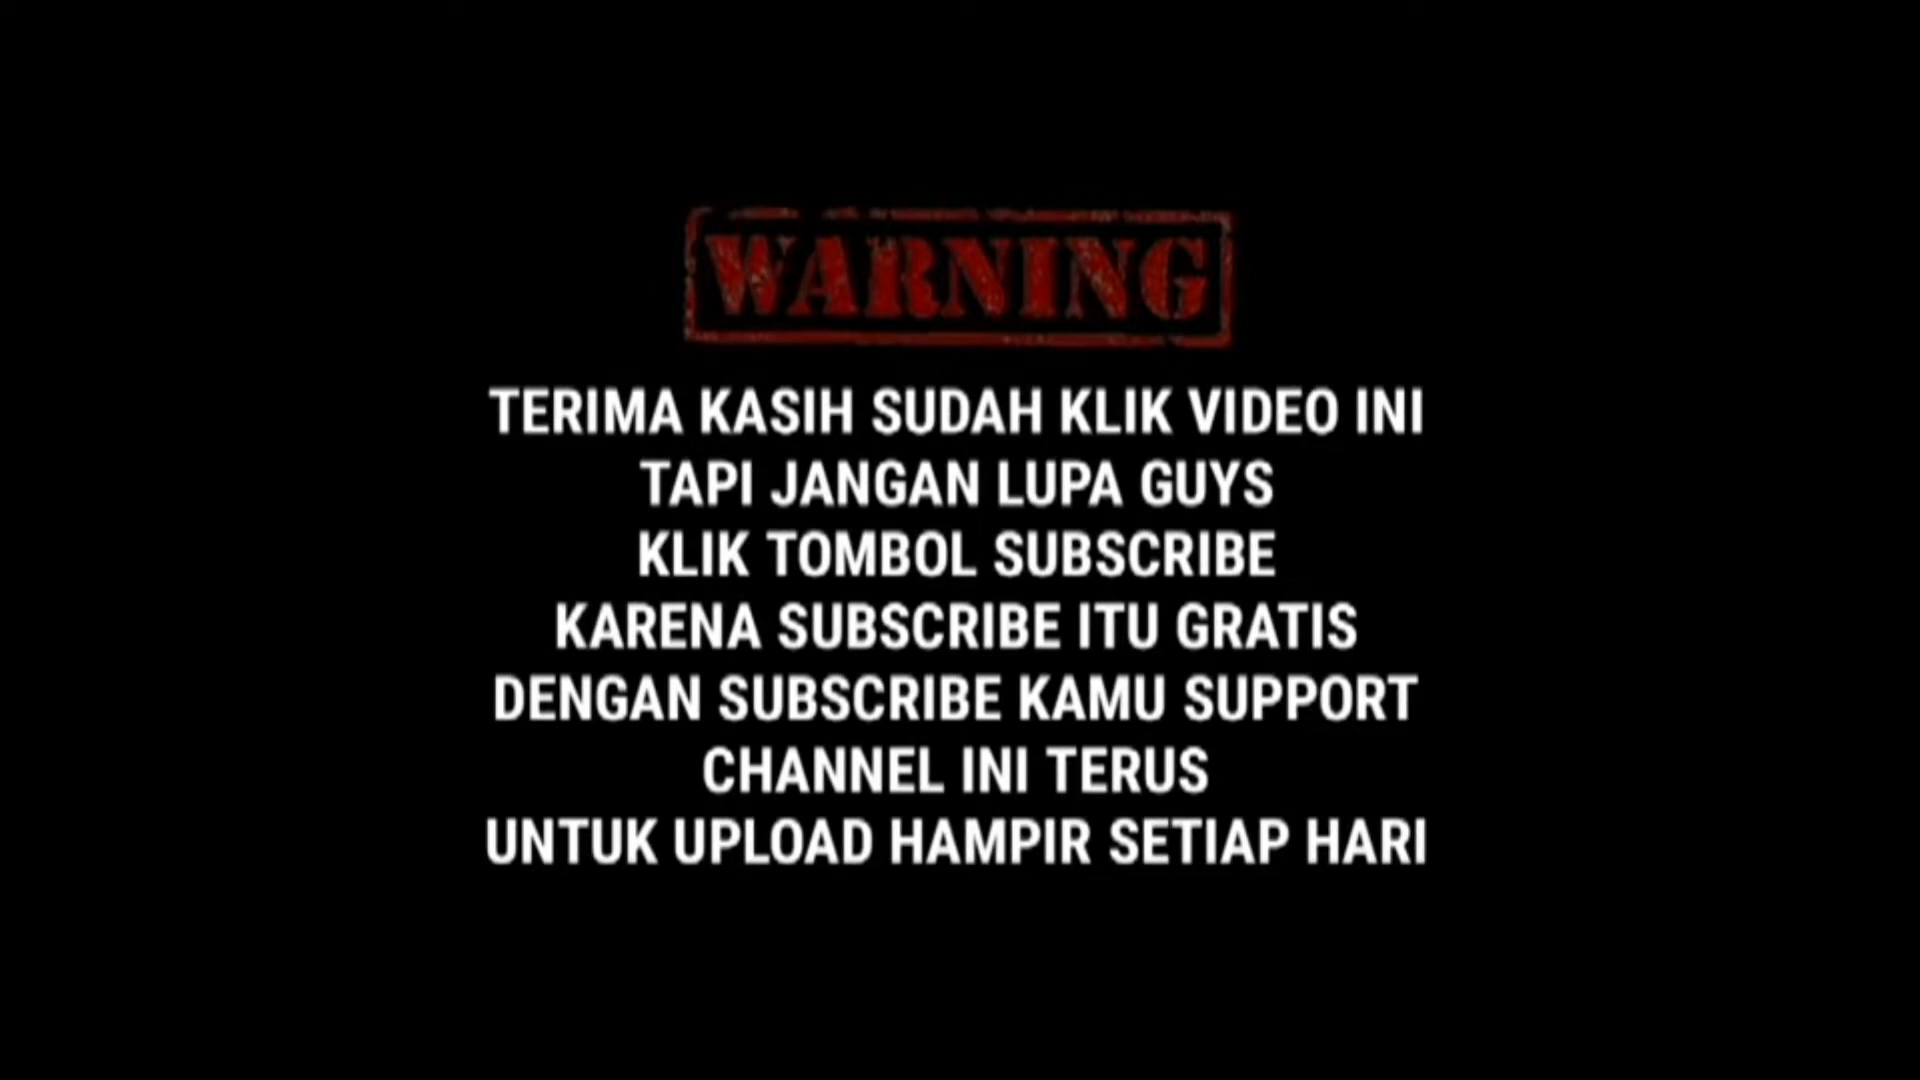 WARNING
TERIMA KASIH SUDAH KLIK VIDEO INI
TAPI JANGAN LUPA GUYS
KLIK TOMBOL SUBSCRIBE
KARENA SUBSCRIBE ITU GRATIS
DENGAN SUBSCRIBE KAMU SUPPORT
CHANNEL INI TERUS
UNTUK UPLOAD HAMPIR SETIAP HARI